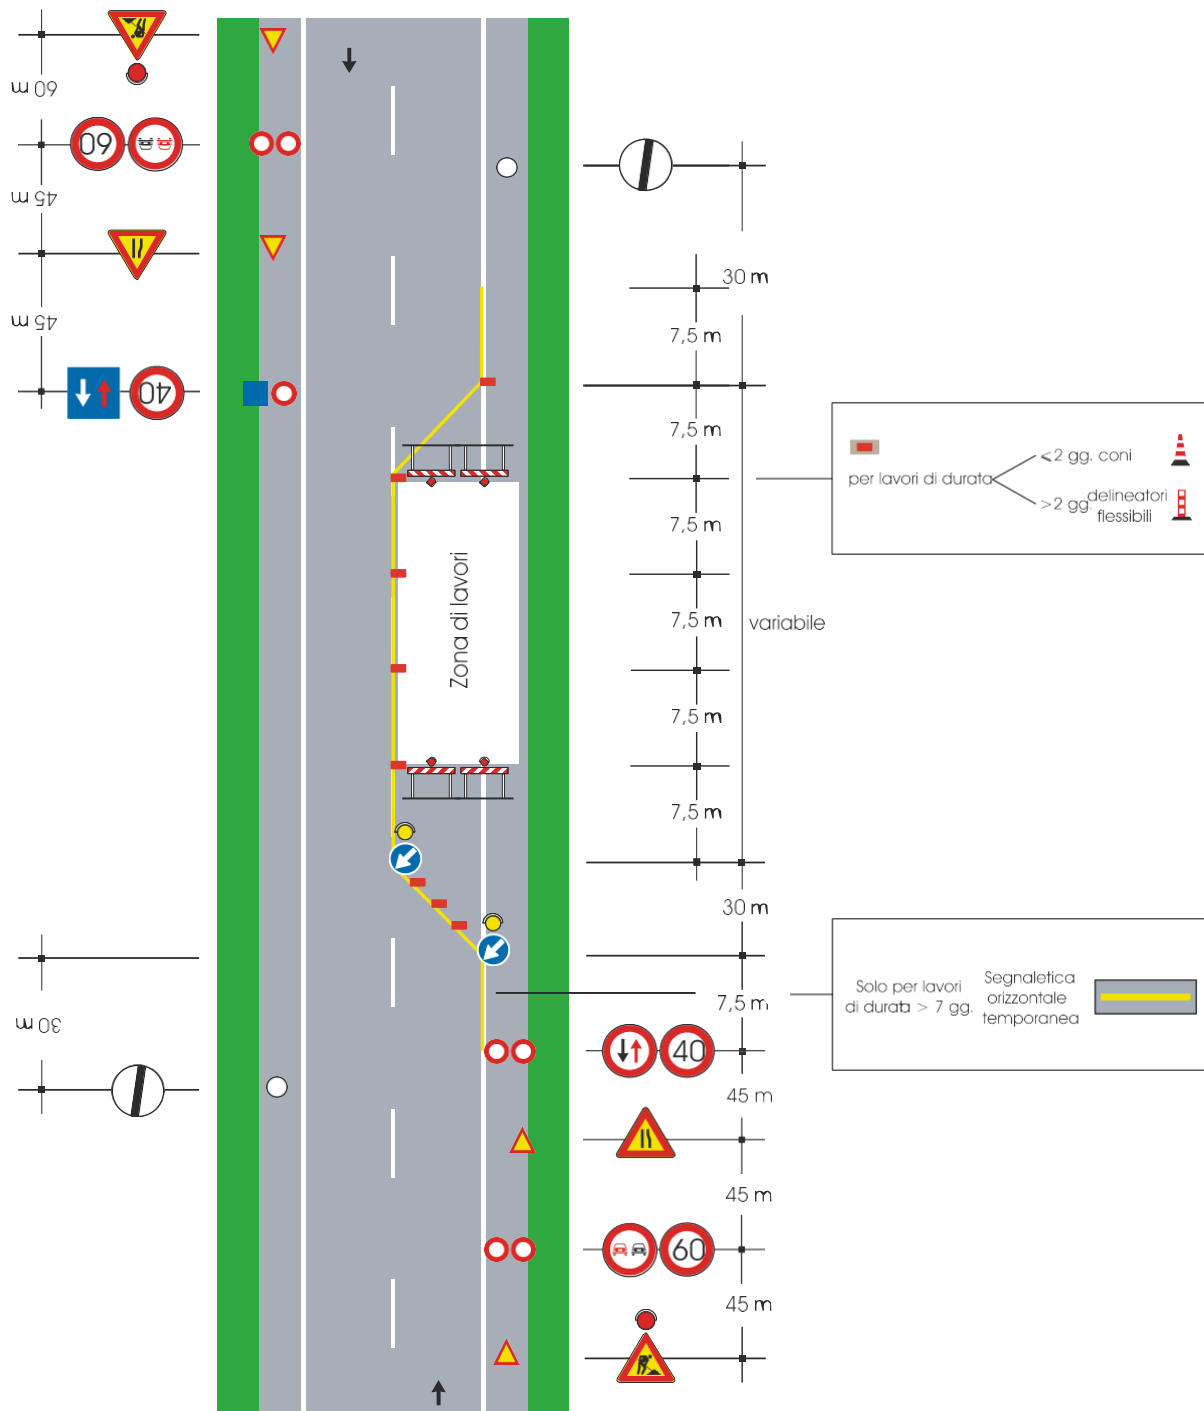 60 m
60
45 m
45 m
40
30 m
30 m
7,5 m
7,5 m
7,5 m
7,5 m
7,5 m
7,5 m
variabile
30 m
7,5 m
40
45 m
45 m
60
45 m
Zona di lavori
per lavori di durata
<2 gg. coni
>2 gg. delineatori
flessibili
Solo per lavori
di durata > 7 gg.
Segnaletica
orizzontale
temporanea